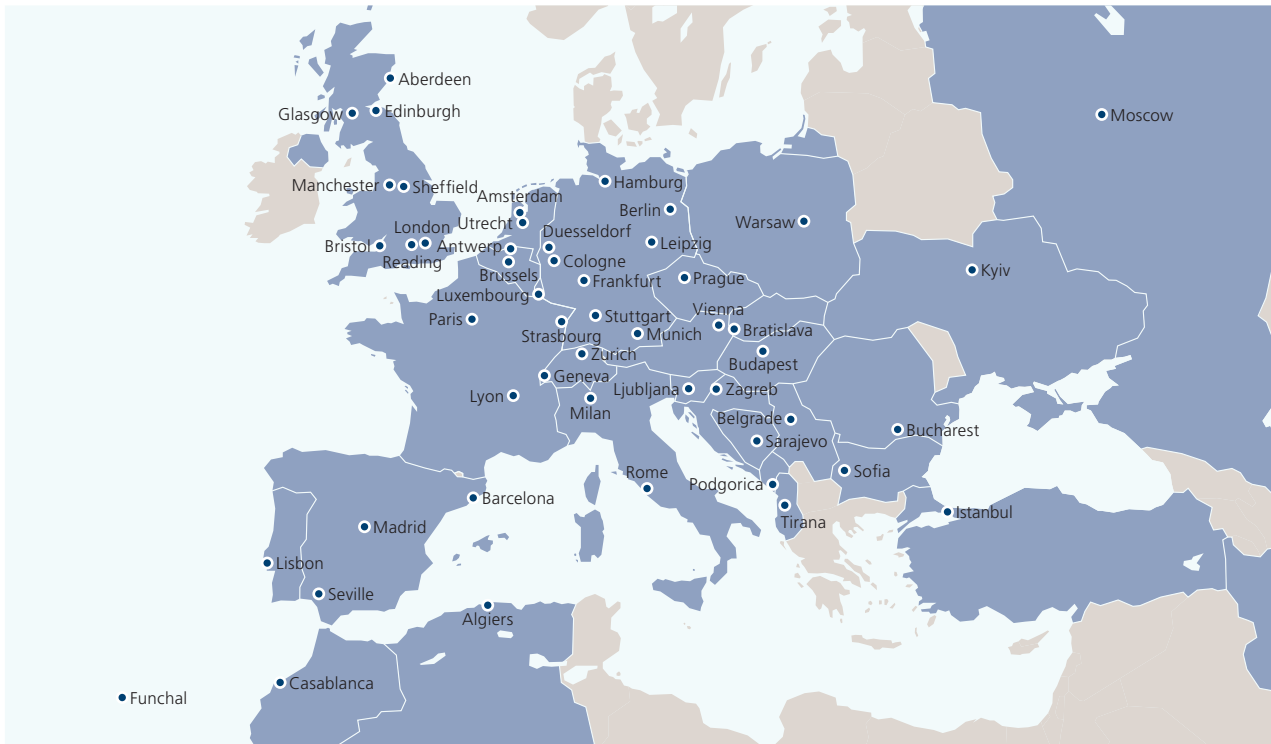 Aberdeen
Glasgow
Edinburgh
Moscow
Manchester
Sheffield
Hamburg
Amsterdam
Berlin
Utrecht
Warsaw
London
Duesseldorf
Bristol
Antwerp
Leipzig
Reading
Cologne
Kyiv
Brussels
Frankfurt
Prague
Luxembourg
Vienna
Paris
Stuttgart
Strasbourg
Munich
Bratislava
Zurich
Budapest
Geneva
Ljubljana
Zagreb
Lyon
Milan
Belgrade
Bucharest
Sarajevo
Rome
Sofia
Podgorica
Barcelona
Istanbul
Tirana
Madrid
Lisbon
Seville
Algiers
Casablanca
Funchal